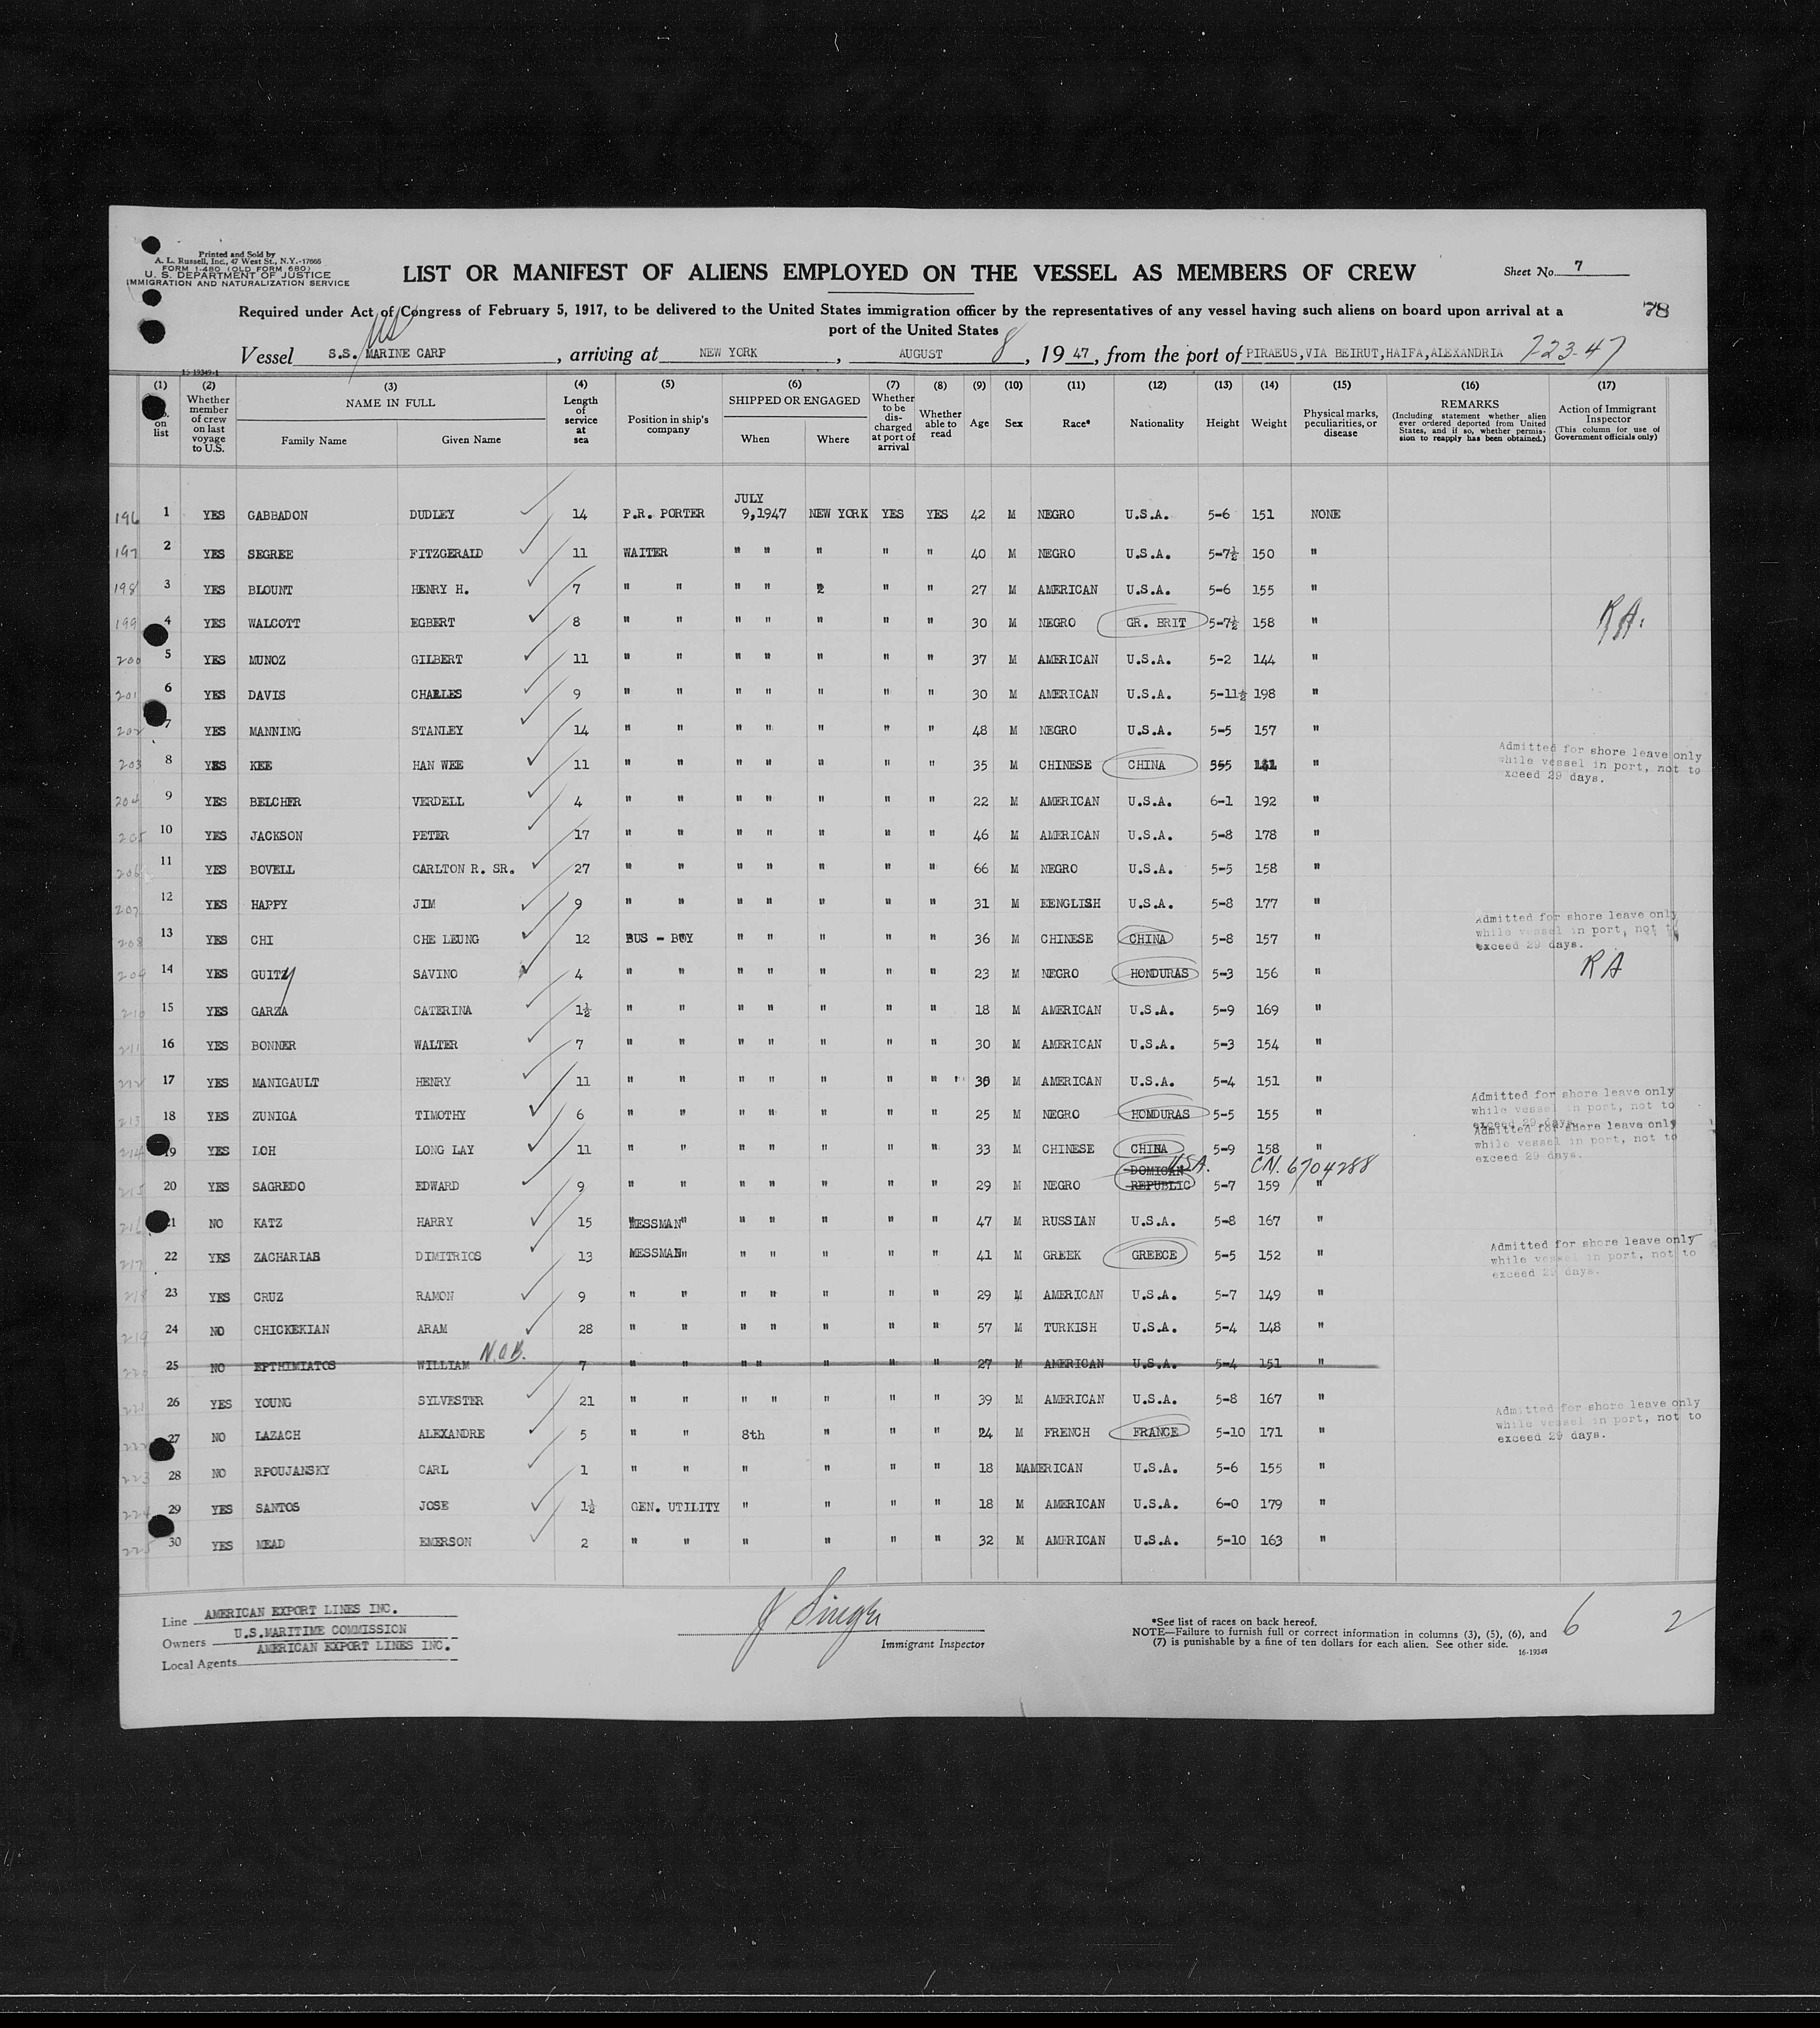 Printed and Sold by
A. L. Russell, Inc., 47 West St., N.Y.-17666
FORM I-480 (OLD FORM 680)
U. S. DEPARTMENT OF JUSTICE
IMMIGRATION AND NATURALIZATION SERVICE
LIST OR MANIFEST OF ALIENS EMPLOYED ON THE VESSEL AS MEMBERS OF CREW
Sheet No. 7
78
Required under Act of Congress of February 5, 1917, to be delivered to the United States immigration officer by the representatives of any vessel having such aliens on board upon arrival at a
port of the United States
Vessel S.S. MARINE CARP, arriving at NEW YORK, AUGUST 8, 1947, from the port of PIRAEUS,VIA BEIRUT,HAIFA,ALEXANDRIA 7-23-47
15-19349-1
(1) (2) (3) (4) (5) (6) (7) (8) (9) (10) (11) (12) (13) (14) (15) (16) (17)
on list
Whether member of crew on last voyage to U.S.
NAME IN FULL
Family Name Given Name
Length of service at sea
Position in ship's company
SHIPPED OR ENGAGED
When Where
Whether to be discharged at port of arrival
Whether able to read
Age Sex Race* Nationality Height Weight
Physical marks, peculiarities, or disease
REMARKS
(Including statement whether alien ever ordered deported from United States, and if so, whether permission to reapply has been obtained.)
Action of Immigrant Inspector
(This column for use of Government officials only)
196 1 YES GABBADON DUDLEY 14 P.R. PORTER JULY 9,1947 NEW YORK YES YES 42 M NEGRO U.S.A. 5-6 151 NONE
197 2 YES SEGREE FITZGERALD 11 WAITER " " " " " 40 M NEGRO U.S.A. 5-7½ 150 "
198 3 YES BLOUNT HENRY H. 7 " " " " " " " 27 M AMERICAN U.S.A. 5-6 155 "
199 4 YES WALCOTT EGBERT 8 " " " " " " " 30 M NEGRO GR. BRIT 5-7½ 158 " RA.
200 5 YES MUNOZ GILBERT 11 " " " " " " " 37 M AMERICAN U.S.A. 5-2 144 "
201 6 YES DAVIS CHARLES 9 " " " " " " " 30 M AMERICAN U.S.A. 5-11½ 198 "
202 7 YES MANNING STANLEY 14 " " " " " " " 48 M NEGRO U.S.A. 5-5 157 "
203 8 YES KEE HAN WEE 11 " " " " " " " 35 M CHINESE CHINA 5-5 "
Admitted for shore leave only
while vessel in port, not to
exceed 29 days.
204 9 YES BELCHER VERDELL 4 " " " " " " " 22 M AMERICAN U.S.A. 6-1 192 "
205 10 YES JACKSON PETER 17 " " " " " " " 46 M AMERICAN U.S.A. 5-8 178 "
206 11 YES BOVELL CARLTON R. SR. 27 " " " " " " " 66 M NEGRO U.S.A. 5-5 158 "
207 12 YES HAPPY JIM 9 " " " " " " " 31 M EENGLISH U.S.A. 5-8 177 "
208 13 YES CHI CHE LEUNG 12 BUS - BOY " " " " " 36 M CHINESE CHINA 5-8 157 "
Admitted for shore leave only
while vessel in port, not to
exceed 29 days.
209 14 YES GUITY SAVINO 4 " " " " " " " 23 M NEGRO HONDURAS 5-3 156 " RA
210 15 YES GARZA CATERINA 1½ " " " " " " " 18 M AMERICAN U.S.A. 5-9 169 "
211 16 YES BONNER WALTER 7 " " " " " " " 30 M AMERICAN U.S.A. 5-3 154 "
212 17 YES MANIGAULT HENRY 11 " " " " " " " 30 M AMERICAN U.S.A. 5-4 151 "
213 18 YES ZUNIGA TIMOTHY 6 " " " " " " " 25 M NEGRO HONDURAS 5-5 155 "
Admitted for shore leave only
while vessel in port, not to
exceed 29 days.
214 19 YES LOH LONG LAY 11 " " " " " " " 33 M CHINESE CHINA 5-9 158 "
Admitted for shore leave only
while vessel in port, not to
exceed 29 days.
215 20 YES SAGREDO EDWARD 9 " " " " " " " 29 M NEGRO DOMICAN REPUBLIC U.S.A. 5-7 159 " C.N. 6704288
216 21 NO KATZ HARRY 15 MESSMAN" " " " " " 47 M RUSSIAN U.S.A. 5-8 167 "
217 22 YES ZACHARIAS DIMITRIOS 13 MESSMAN" " " " " " 41 M GREEK GREECE 5-5 152 "
Admitted for shore leave only
while vessel in port, not to
exceed 29 days.
218 23 YES CRUZ RAMON 9 " " " " " " " 29 M AMERICAN U.S.A. 5-7 149 "
219 24 NO CHICKEKIAN ARAM 28 " " " " " " " 57 M TURKISH U.S.A. 5-4 148 "
220 25 NO EPTHIMIATOS WILLIAM N.O.B. 7 " " " " " " " 27 M AMERICAN U.S.A. 5-4 151 "
221 26 YES YOUNG SYLVESTER 21 " " " " " " " 39 M AMERICAN U.S.A. 5-8 167 "
222 27 NO LAZACH ALEXANDRE 5 " " 8th " " " 24 M FRENCH FRANCE 5-10 171 "
Admitted for shore leave only
while vessel in port, not to
exceed 29 days.
223 28 NO RPOUJANSKY CARL 1 " " " " " " 18 MAMERICAN U.S.A. 5-6 155 "
224 29 YES SANTOS JOSE 1½ GEN. UTILITY " " " " 18 M AMERICAN U.S.A. 6-0 179 "
225 30 YES MEAD EMERSON 2 " " " " " " 32 M AMERICAN U.S.A. 5-10 163 "
Line AMERICAN EXPORT LINES INC.
Owners U.S.MARITIME COMMISSION
Local Agents AMERICAN EXPORT LINES INC.
J Singer
Immigrant Inspector
*See list of races on back hereof.
NOTE—Failure to furnish full or correct information in columns (3), (5), (6), and
(7) is punishable by a fine of ten dollars for each alien. See other side.
16-19349
6 2